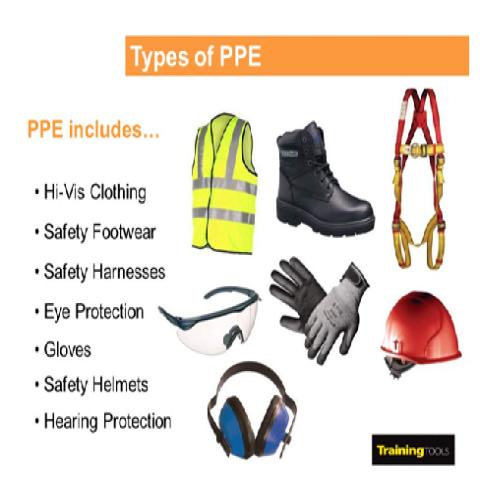 Types of PPE
PPE includes…
• Hi-Vis Clothing
• Safety Footwear
• Safety Harnesses
• Eye Protection
• Gloves
• Safety Helmets
• Hearing Protection
TrainingTOOLS